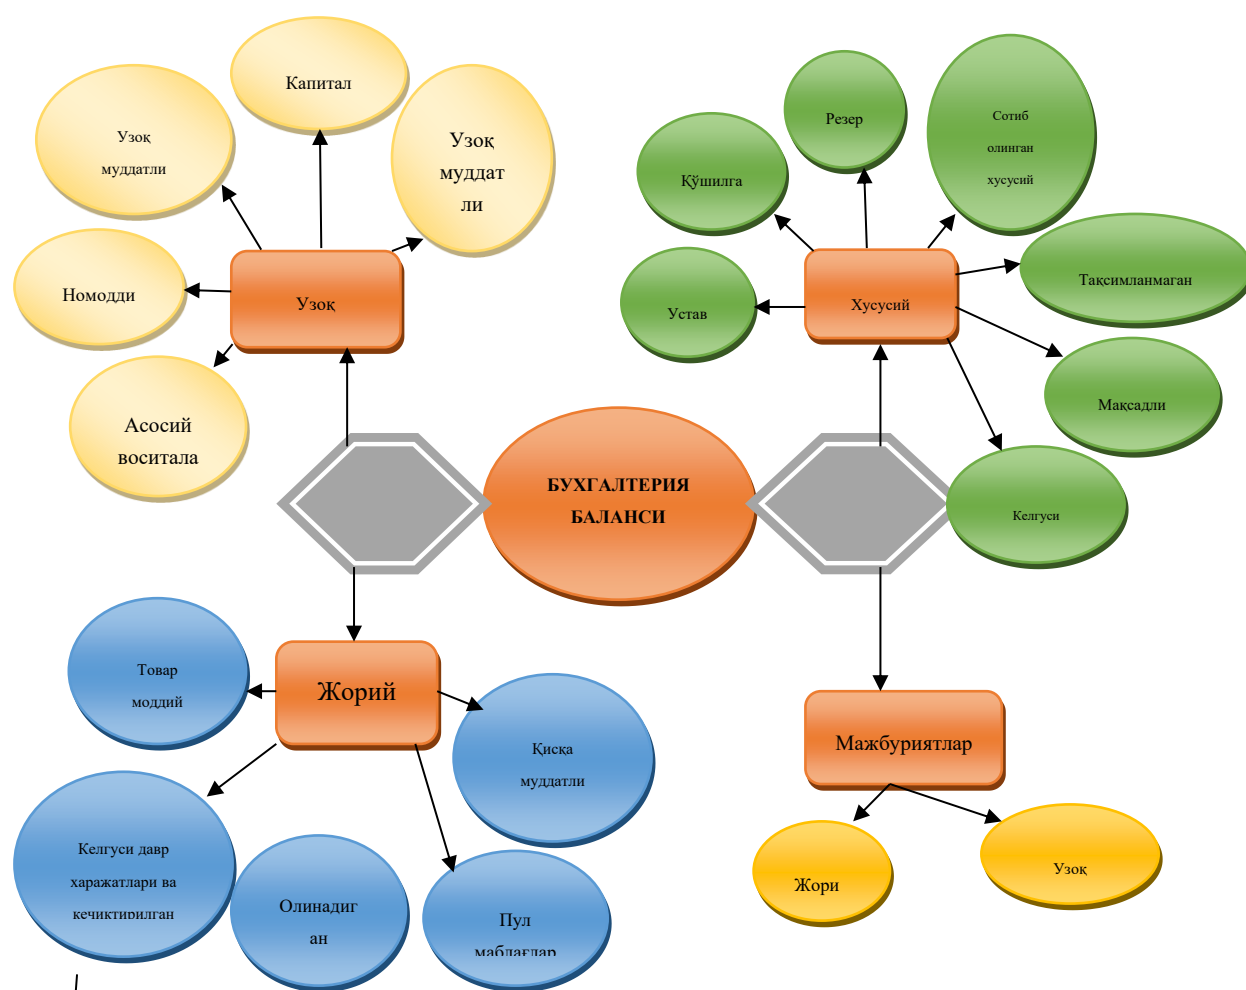 Капитал
Узоқ
муддатли
Узоқ
муддат
ли
Номодди
Узоқ
Асосий
воситала
Резер
Сотиб
олинган
хусусий
Қўшилга
Тақсимланмаган
Устав
Хусусий
Мақсадли
Келгуси
БУХГАЛТЕРИЯ
БАЛАНСИ
Товар
моддий
Жорий
Қисқа
муддатли
Келгуси давр
харажатлари ва
кечиктирилган
Олинадиг
ан
Пул
маблағлар
Мажбуриятлар
Жори
Узоқ